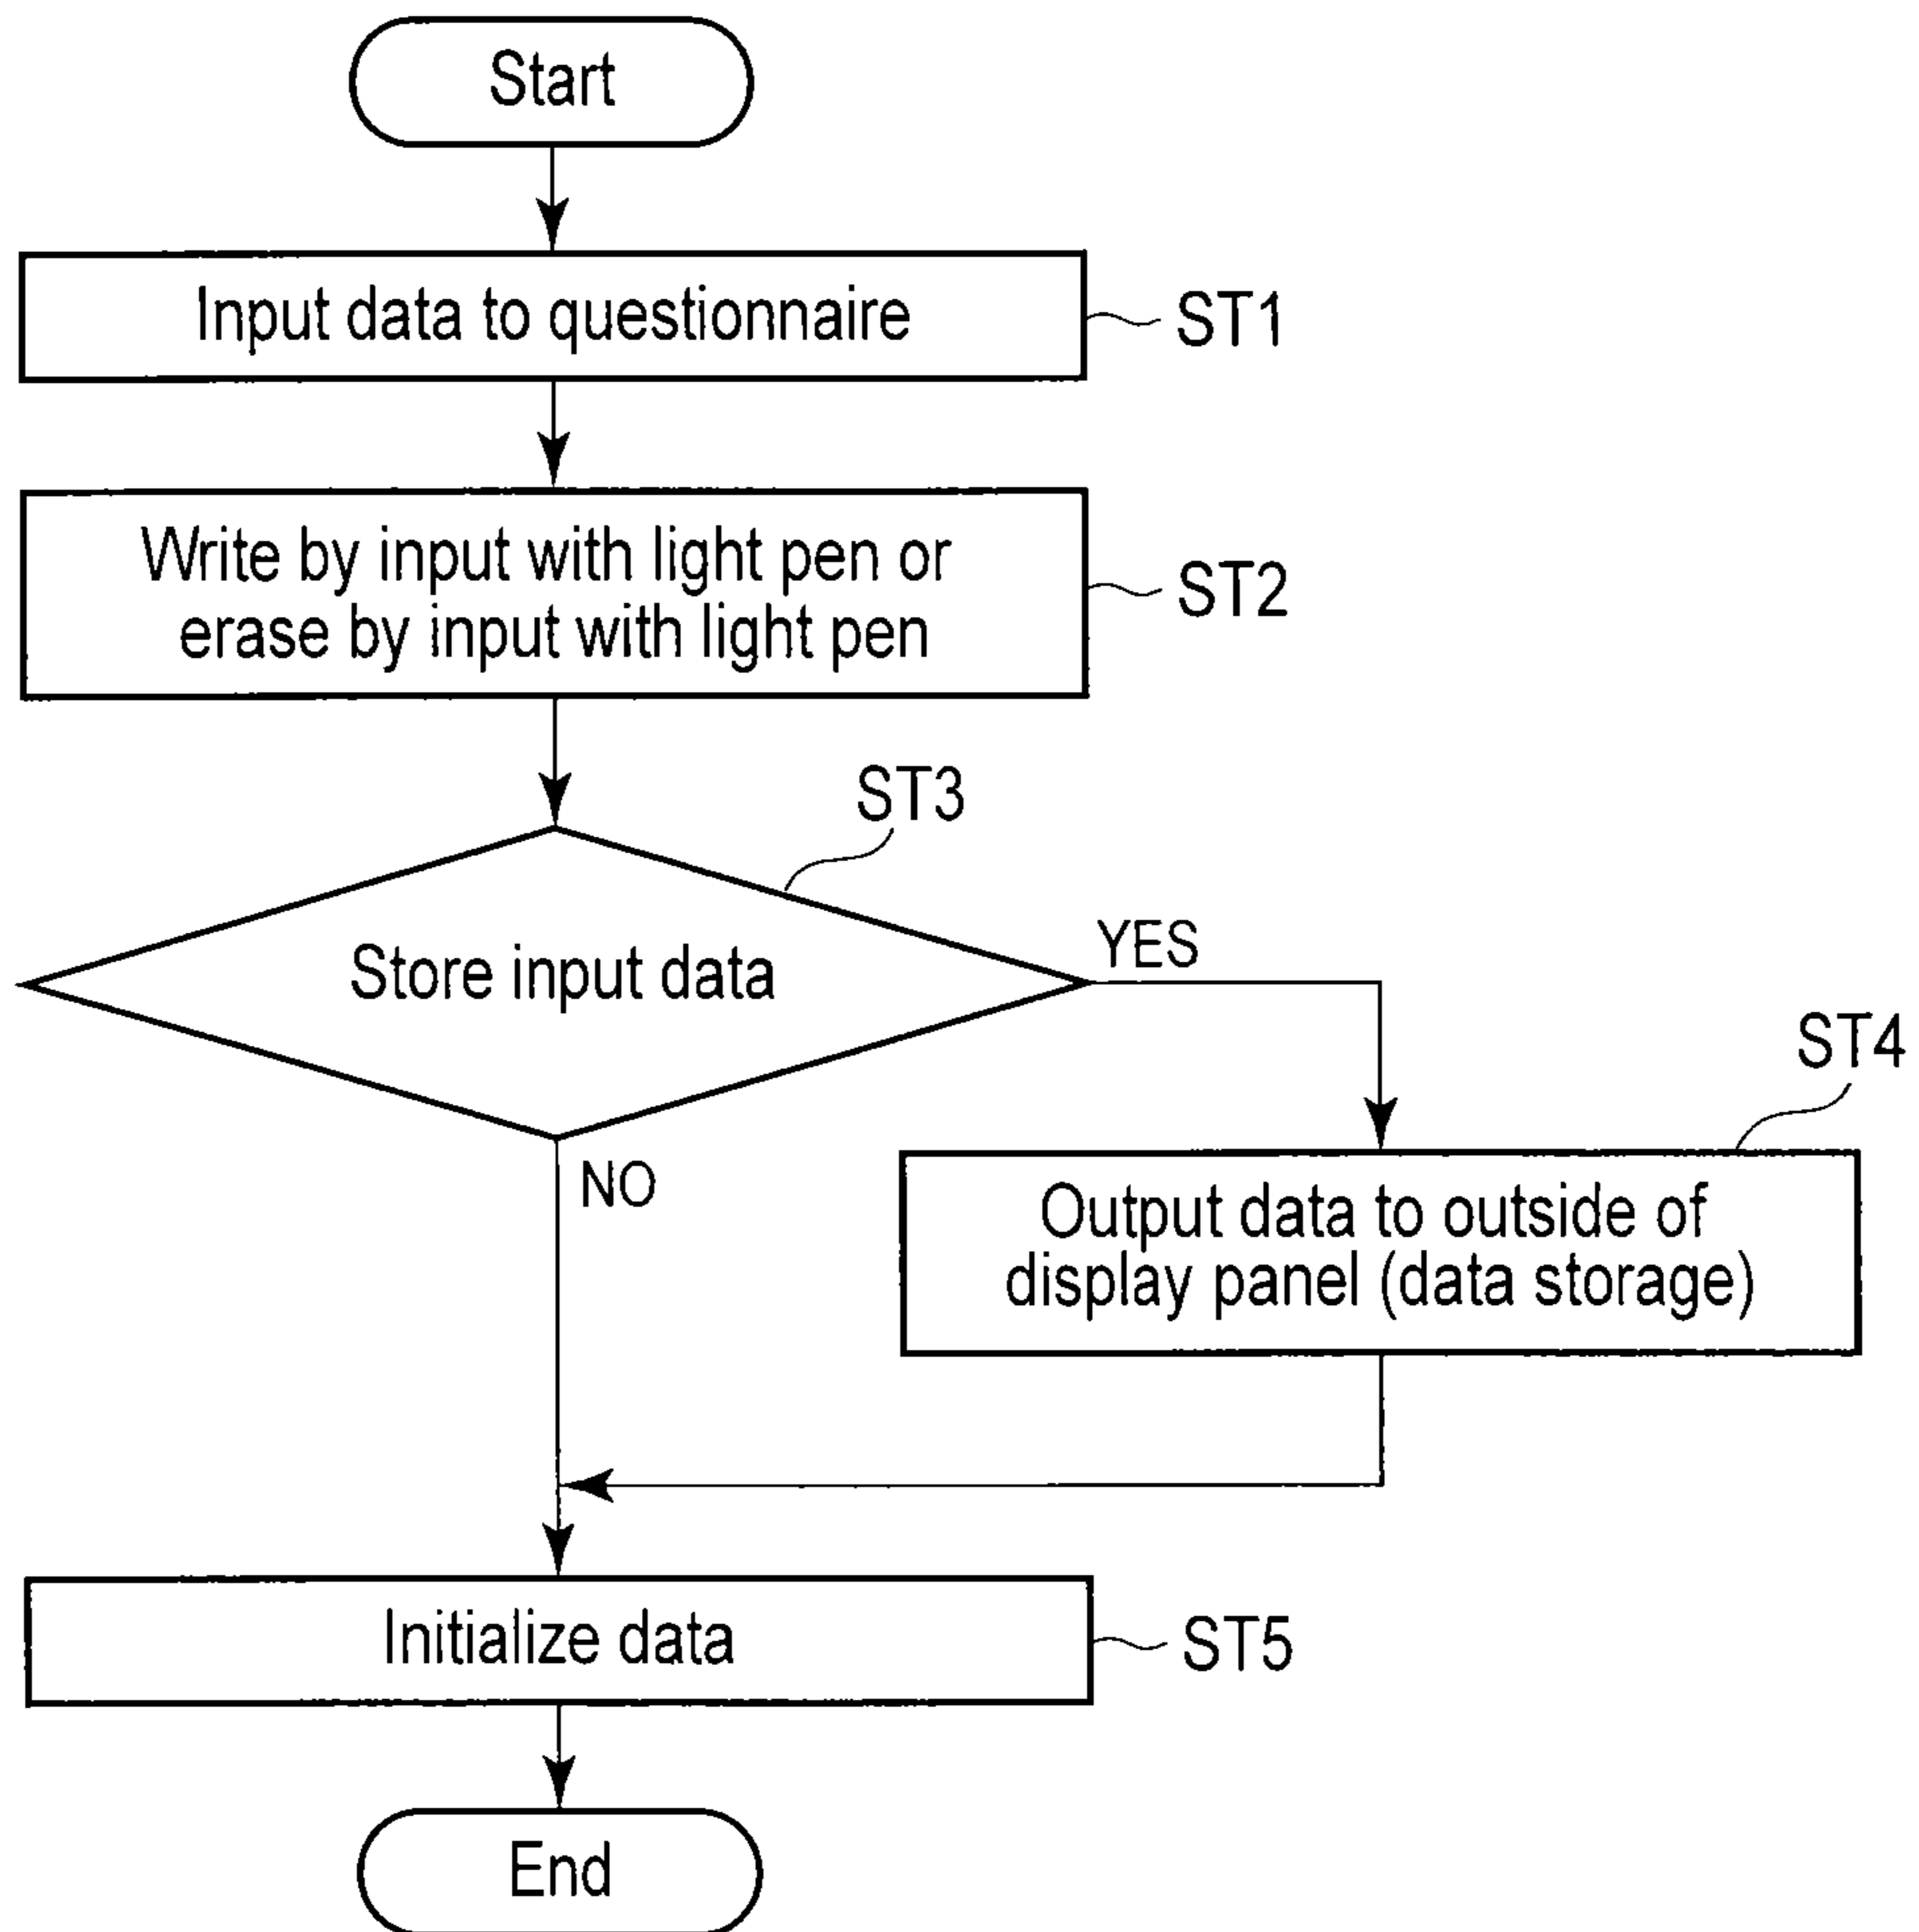 Start
Input data to questionnaire
ST1
Write by input with light pen or
erase by input with light pen
ST2
ST3
Store input data
YES
NO
ST4
Output data to outside of
display panel (data storage)
Initialize data
ST5
End